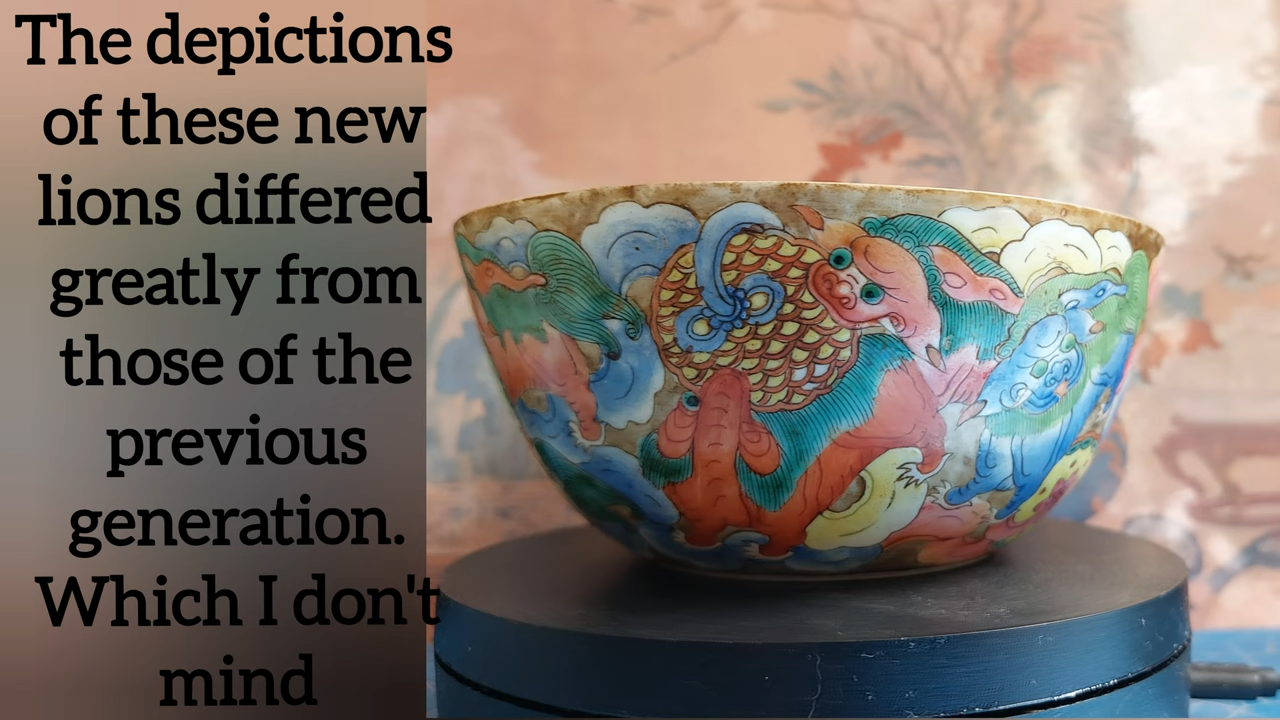 The depictions
of these new
lions differed
greatly from
those of the
previous
generation.
Which I don't
mind